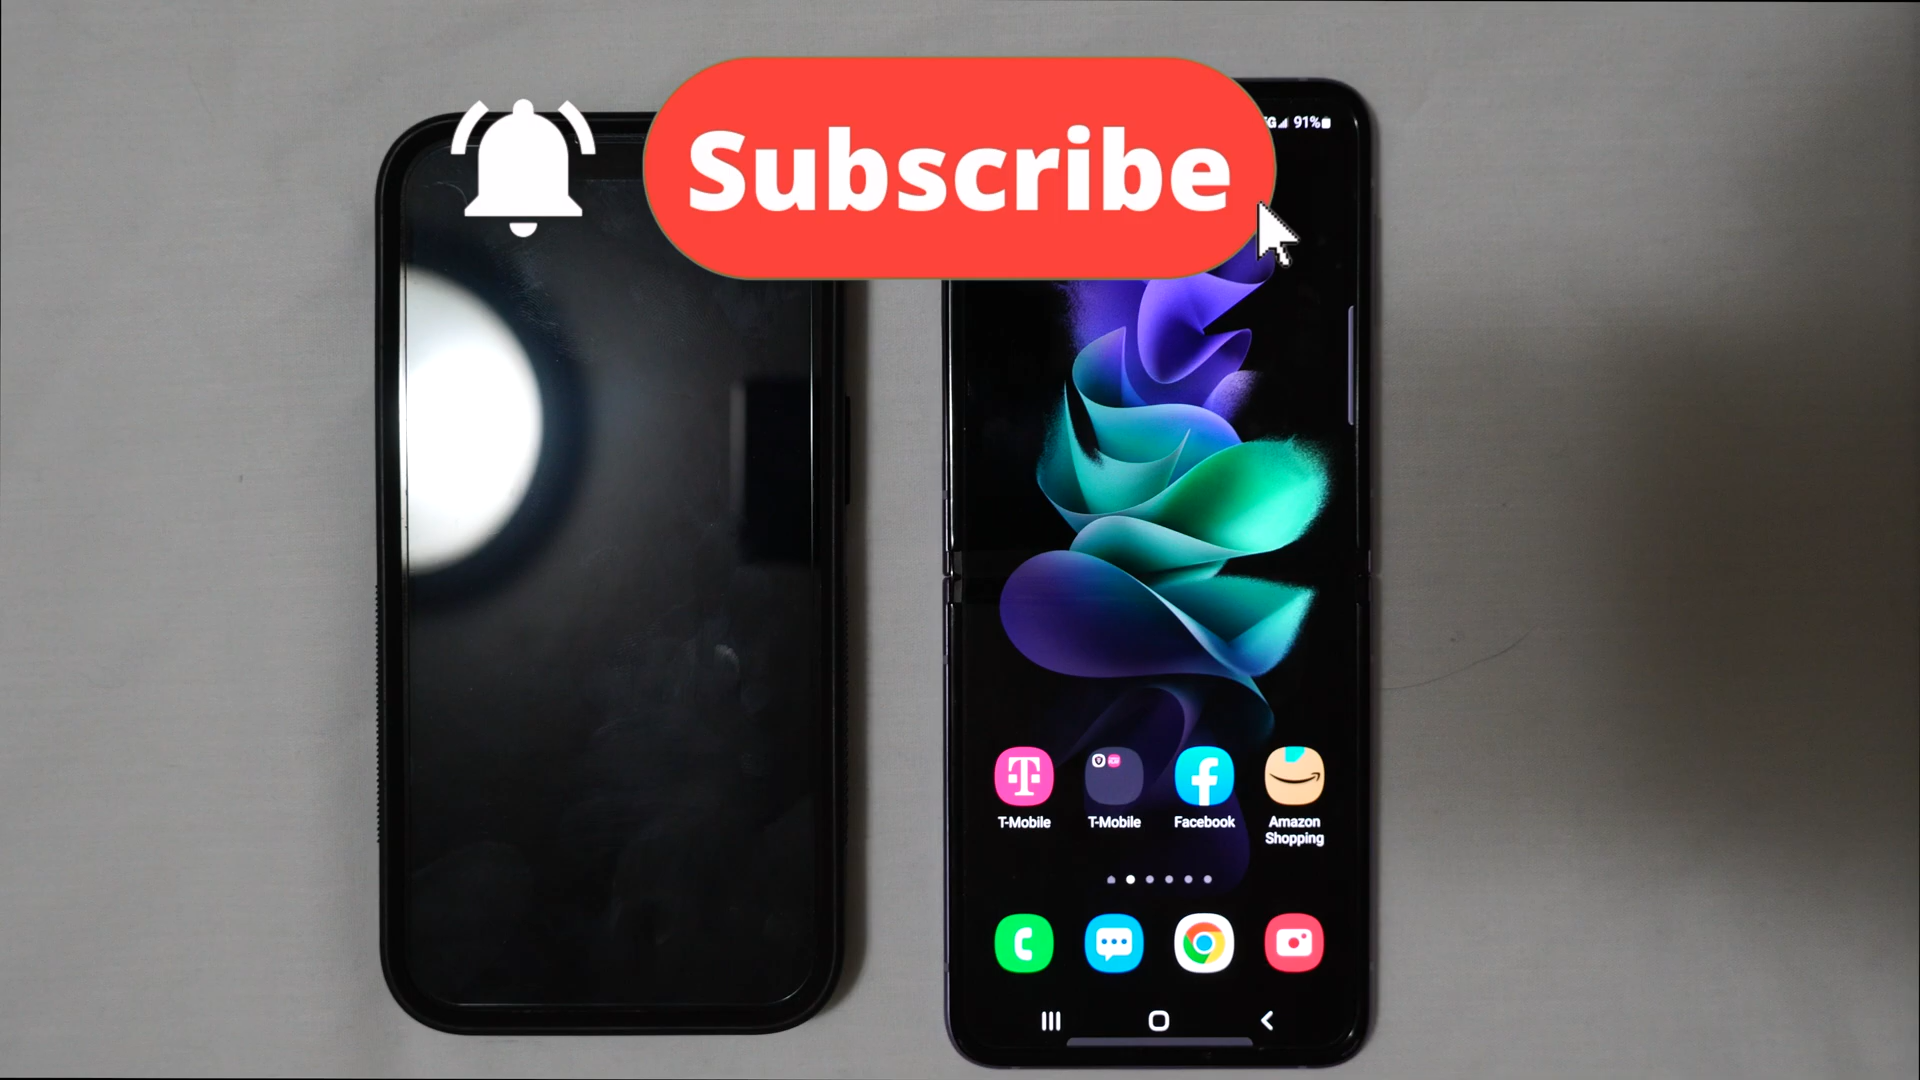 Subscribe
G 91%
T-Mobile
T-Mobile
Facebook
Amazon
Shopping